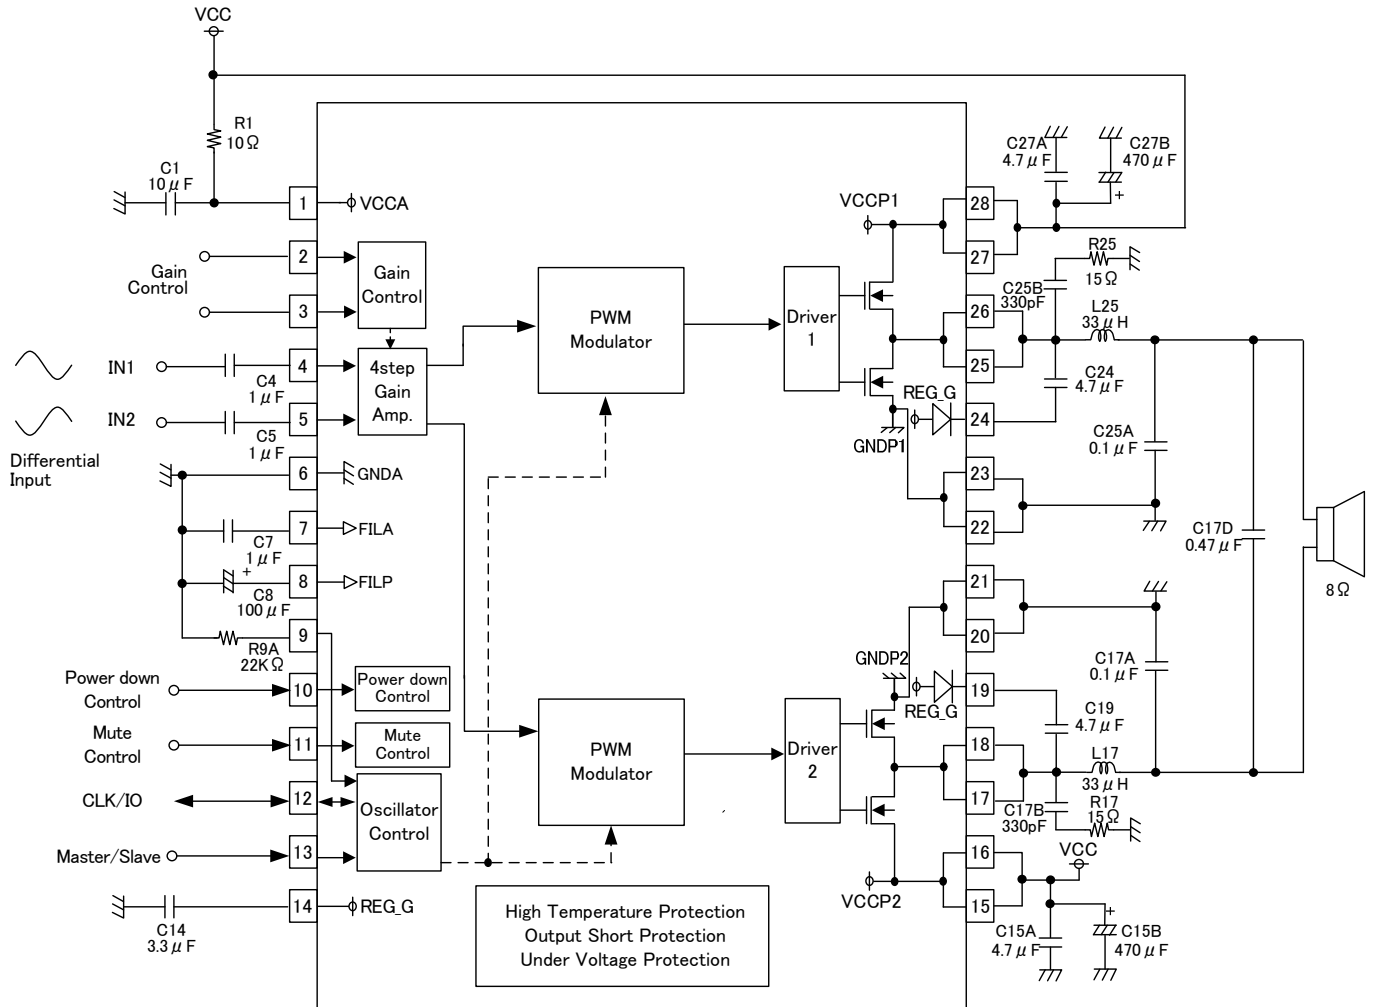 VCC
R1
10Ω
C1
10μF
1
VCCA
2
Gain
Control
3
Gain
Control
IN1
C4
1μF
4
4step
Gain
Amp.
IN2
C5
1μF
5
Differential
Input
6
GNDA
C7
1μF
7
FILA
+
C8
100μF
8
FILP
R9A
22KΩ
9
Power down
Control
10
Power down
Control
Mute
Control
11
Mute
Control
CLK/IO
12
Oscillator
Control
Master/Slave
13
C14
3.3μF
14
REG_G
PWM
Modulator
PWM
Modulator
High Temperature Protection
Output Short Protection
Under Voltage Protection
Driver
1
Driver
2
VCCP1
REG_G
GNDP1
GNDP2
REG_G
VCCP2
28
27
26
25
24
23
22
21
20
19
18
17
16
15
C27A
4.7μF
C27B
470μF
+
R25
15Ω
C25B
330pF
L25
33μH
C24
4.7μF
C25A
0.1μF
C17D
0.47μF
8Ω
C17A
0.1μF
C19
4.7μF
L17
33μH
C17B
330pF
R17
15Ω
VCC
C15A
4.7μF
+
C15B
470μF